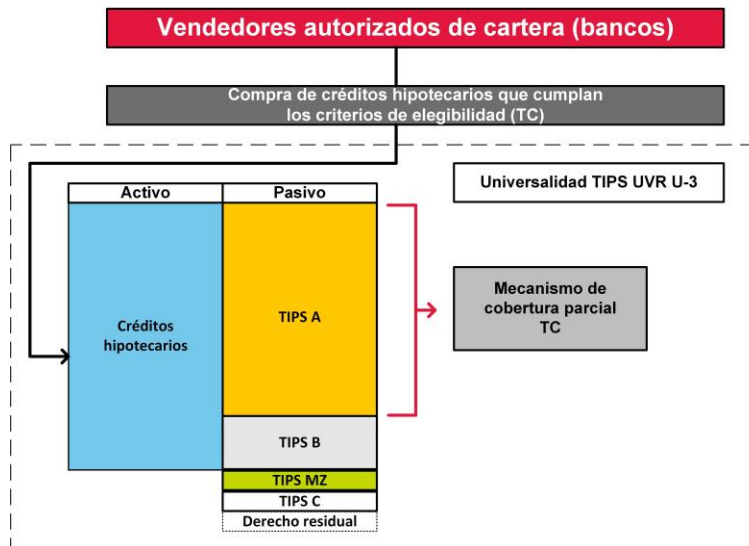 Vendedores autorizados de cartera (bancos)
Compra de créditos hipotecarios que cumplan
los criterios de elegibilidad (TC)
Universalidad TIPS UVR U-3
Activo
Pasivo
Créditos
hipotecarios
TIPS A
Mecanismo de
cobertura parcial
TC
TIPS B
TIPS MZ
TIPS C
Derecho residual